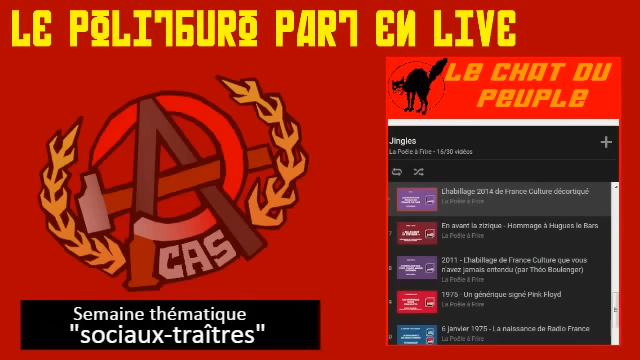 LE POLITBURO PART EN LIVE
LE CHAT DU
PEUPLE
Jingles
La Poêle à Frire - 16/30 vidéos
L'habillage 2014 de France Culture décortiqué
La Poêle à Frire
7
En avant la zizique - Hommage à Hugues le Bars
La Poêle à Frire
8
2011 - L'habillage de France Culture que vous
n'avez jamais entendu (par Théo Boulenger)
La Poêle à Frire
1975 - Un générique signé Pink Floyd
La Poêle à Frire
6 janvier 1975 - La naissance de Radio France
La Poêle à Frire
CAS
Semaine thématique
"sociaux-traîtres"